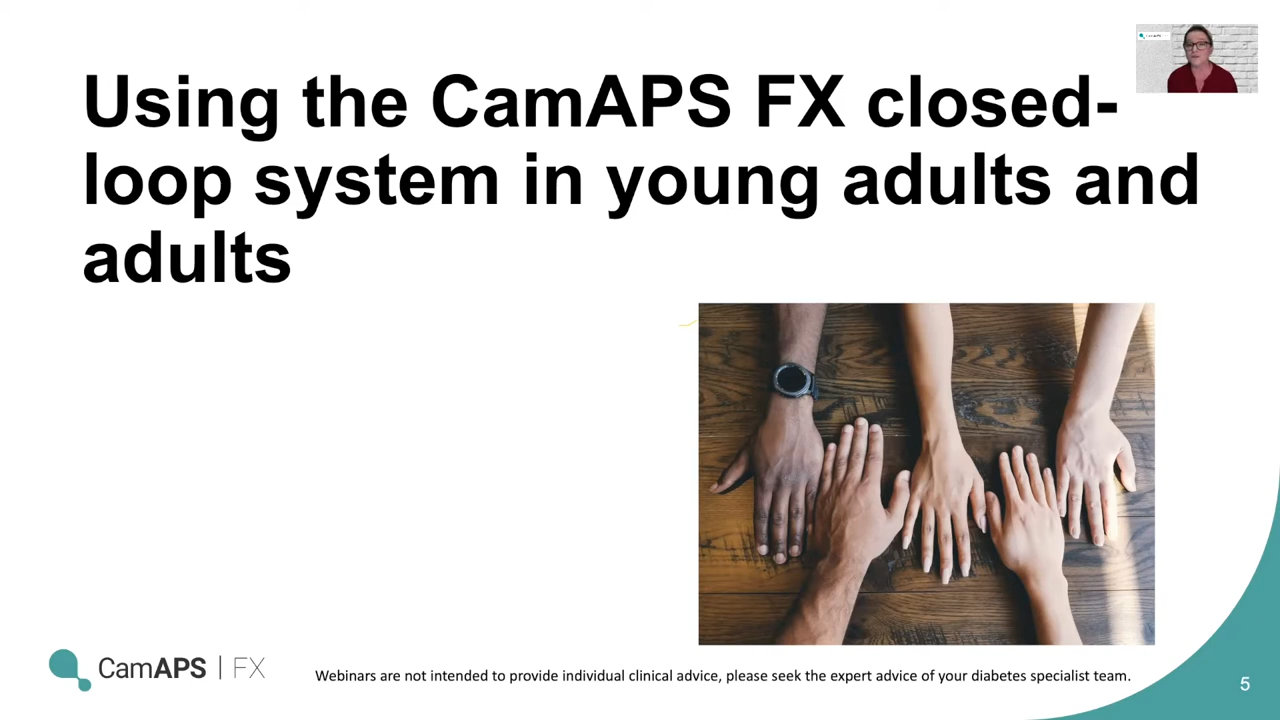 Using the CamAPS FX closed-
loop system in young adults and
adults
CamAPS | FX
Webinars are not intended to provide individual clinical advice, please seek the expert advice of your diabetes specialist team.
5